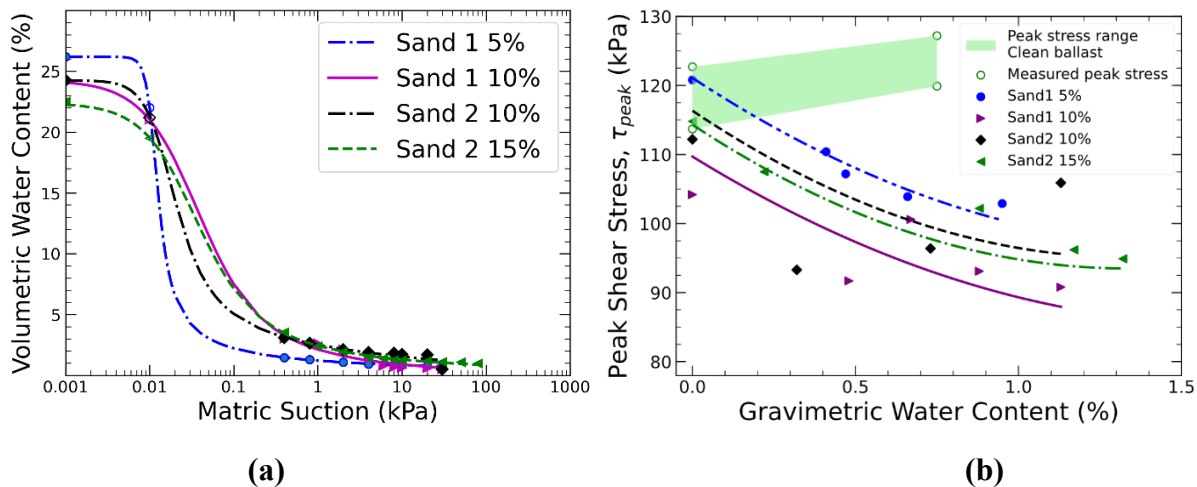 Volumetric Water Content (%)
25
20
15
10
5
0.001
0.01
0.1
1
10
100
1000
Matric Suction (kPa)
Sand 1 5%
Sand 1 10%
Sand 2 10%
Sand 2 15%
(a)
Peak Shear Stress, τpeak (kPa)
130
120
110
100
90
80
0.0
0.5
1.0
1.5
Gravimetric Water Content (%)
Peak stress range
Clean ballast
Measured peak stress
Sand1 5%
Sand1 10%
Sand2 10%
Sand2 15%
(b)